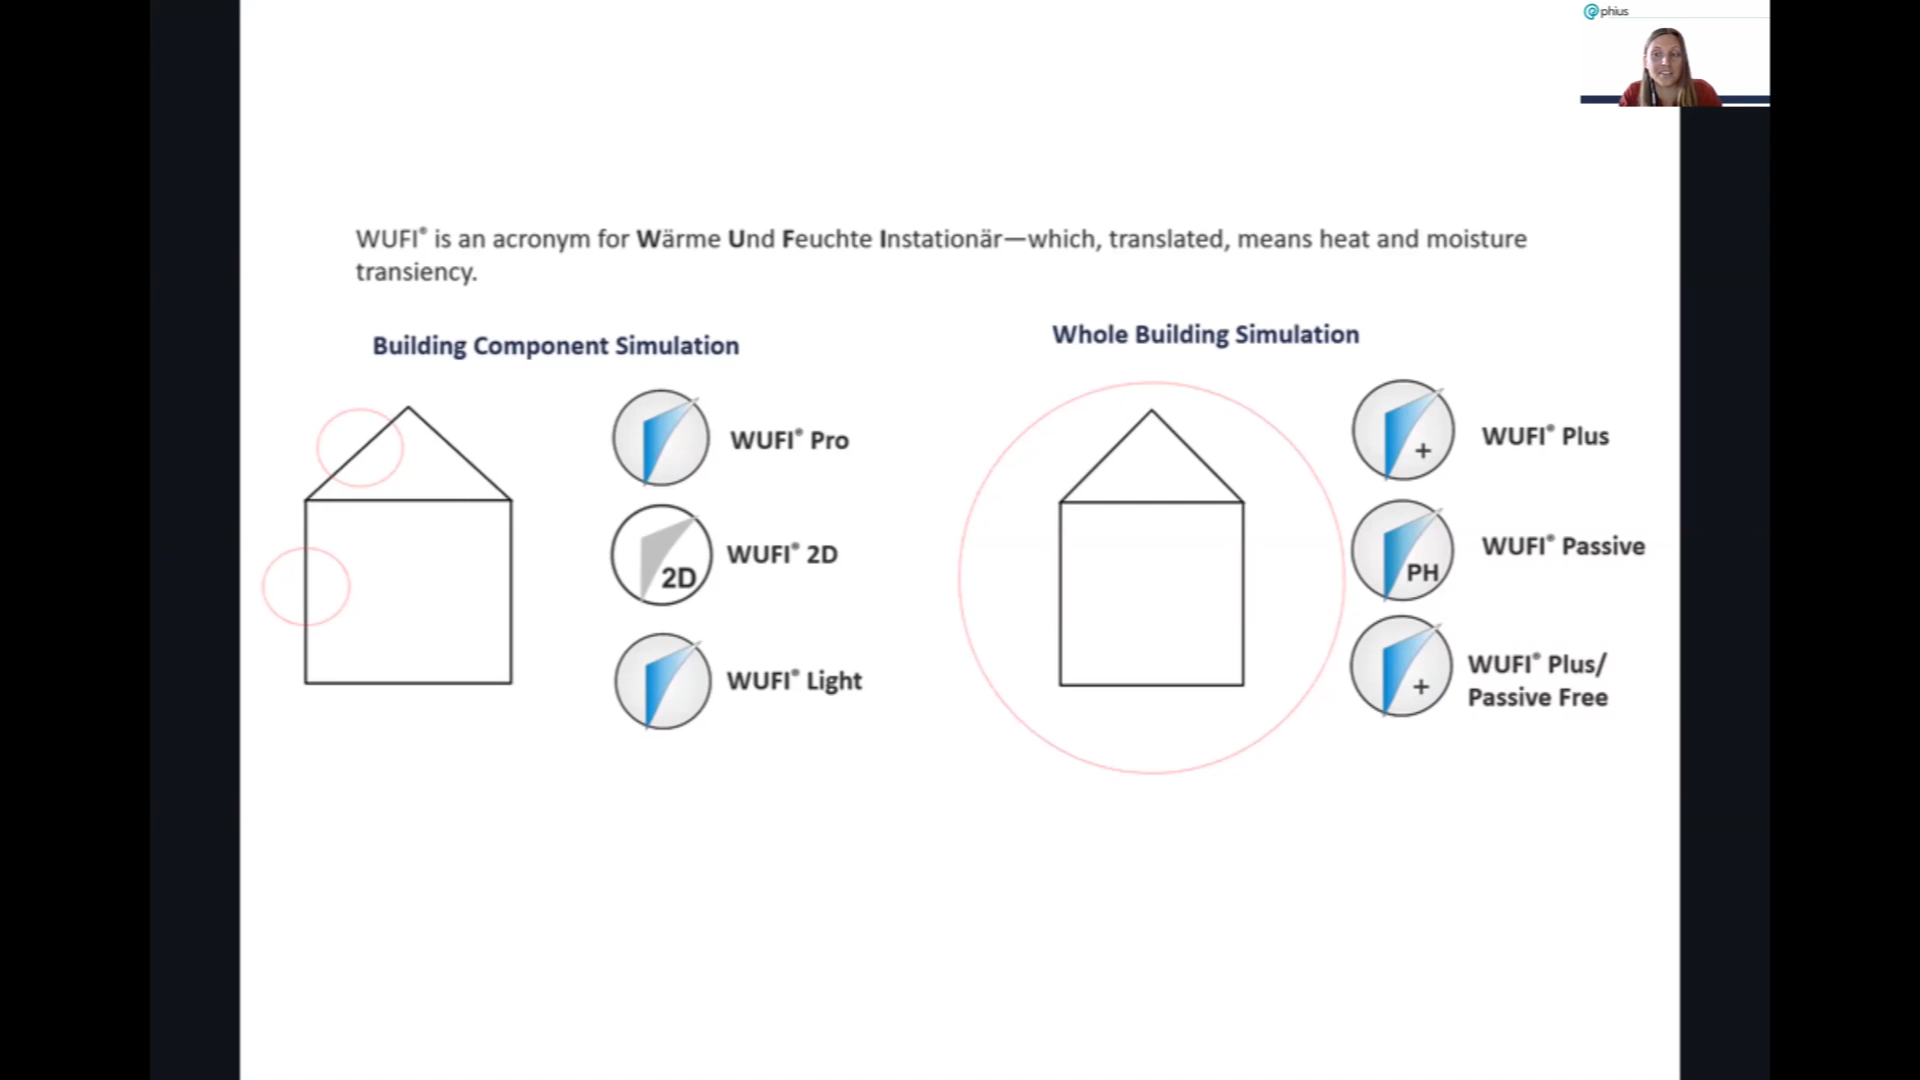 phius
WUFI® is an acronym for Wärme Und Feuchte Instationär—which, translated, means heat and moisture
transiency.
Building Component Simulation
Whole Building Simulation
WUFI® Pro
2D
WUFI® 2D
WUFI® Light
+
WUFI® Plus
PH
WUFI® Passive
+
WUFI® Plus/
Passive Free